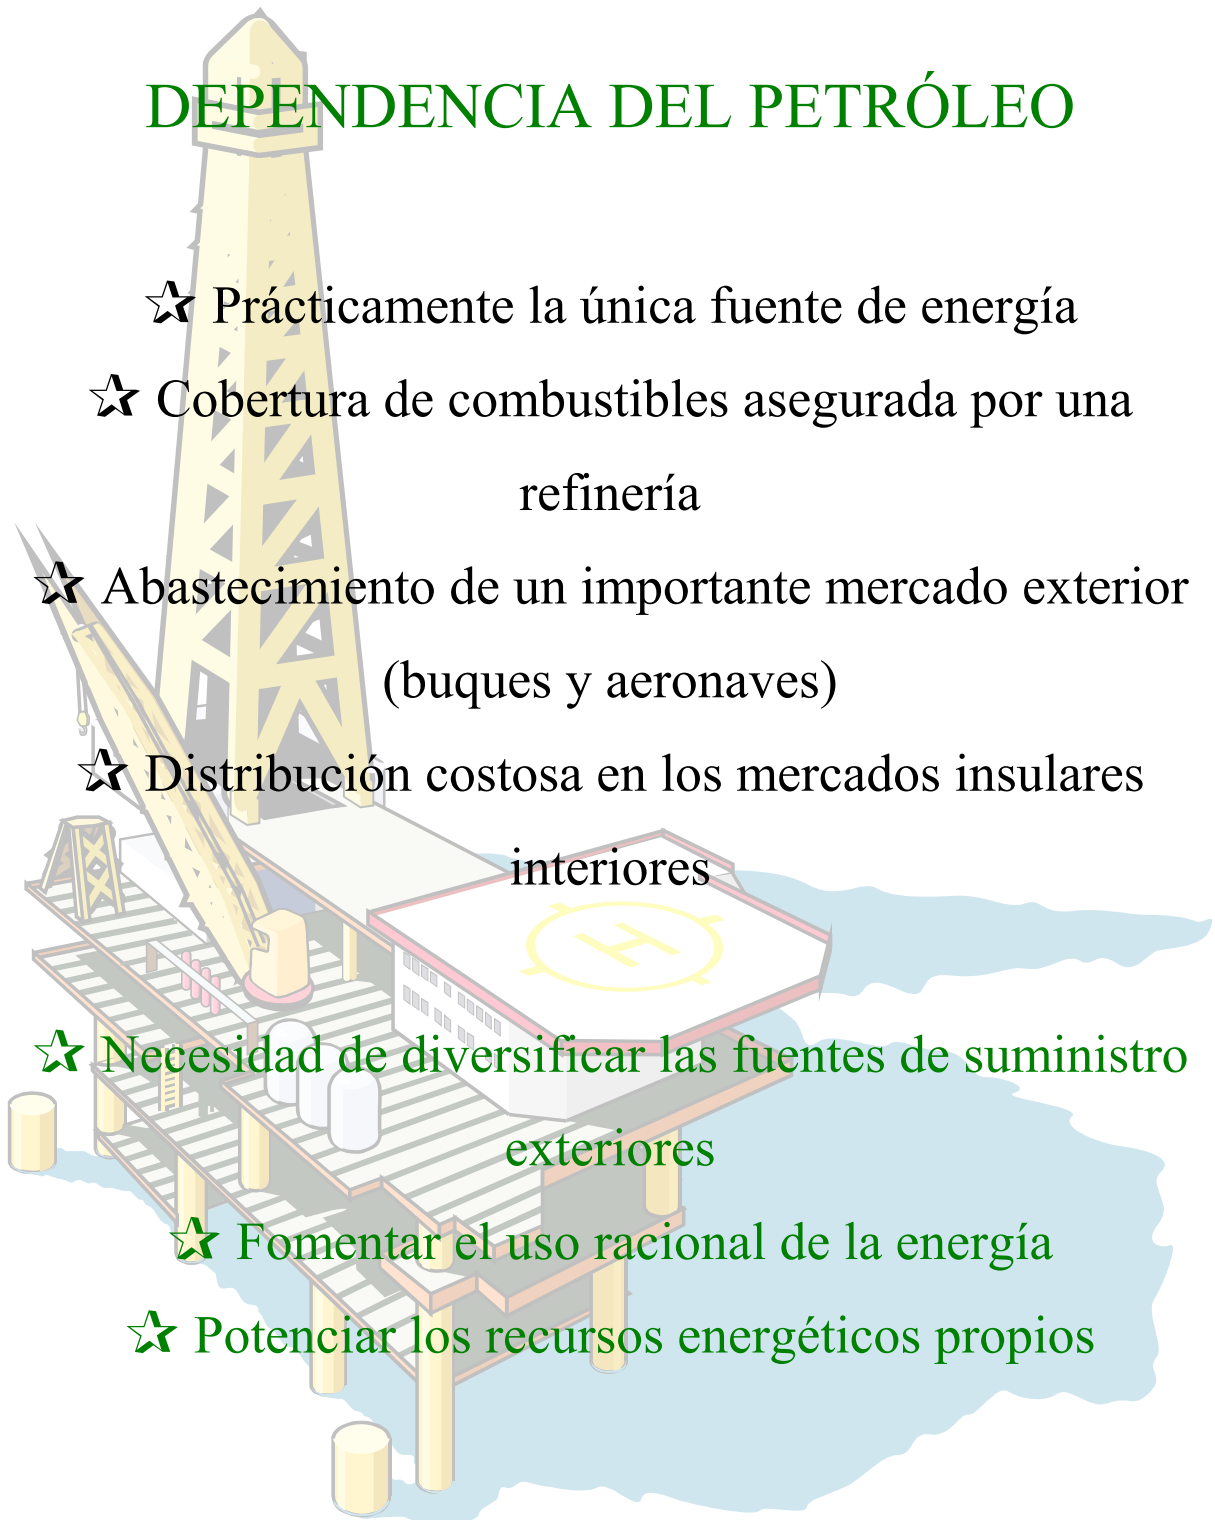 DEPENDENCIA DEL PETRÓLEO
✰ Prácticamente la única fuente de energía
✰ Cobertura de combustibles asegurada por una
refinería
✰ Abastecimiento de un importante mercado exterior
(buques y aeronaves)
✰ Distribución costosa en los mercados insulares
interiores
✰ Necesidad de diversificar las fuentes de suministro
exteriores
✰ Fomentar el uso racional de la energía
✰ Potenciar los recursos energéticos propios
H